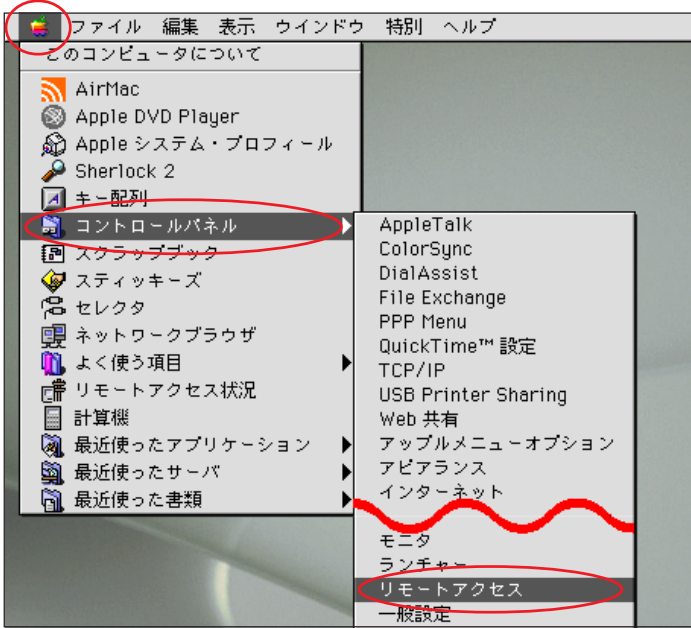 ファイル 編集 表示 ウインドウ 特別 ヘルプ
このコンピュータについて
AirMac
Apple DVD Player
Apple システム・プロフィール
Sherlock 2
キー配列
コントロールパネル
スクラップブック
スティッキーズ
セレクタ
ネットワークブラウザ
よく使う項目
リモートアクセス状況
計算機
最近使ったアプリケーション
最近使ったサーバ
最近使った書類
AppleTalk
ColorSync
DialAssist
File Exchange
PPP Menu
QuickTime™ 設定
TCP/IP
USB Printer Sharing
Web 共有
アップルメニューオプション
アピアランス
インターネット
モニタ
ランチャー
リモートアクセス
一般設定